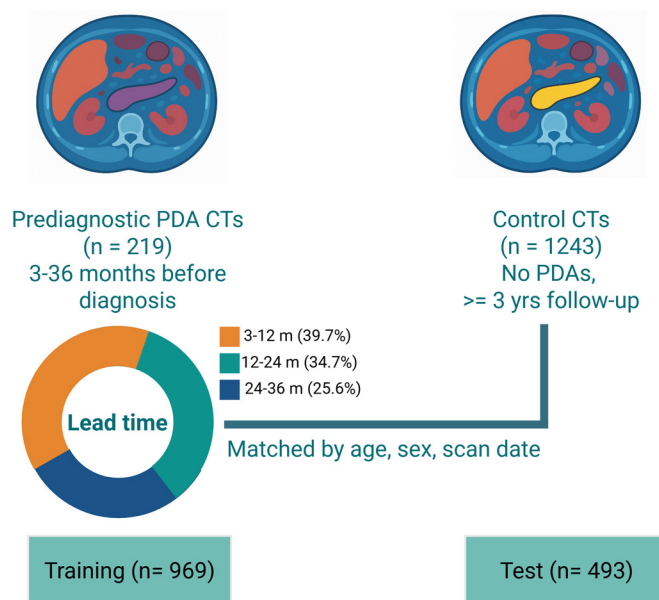 Prediagnostic PDA CTs
(n = 219)
3-36 months before
diagnosis
Control CTs
(n = 1243)
No PDAs,
>= 3 yrs follow-up
3-12 m (39.7%)
12-24 m (34.7%)
24-36 m (25.6%)
Lead time
Matched by age, sex, scan date
Training (n= 969)
Test (n= 493)